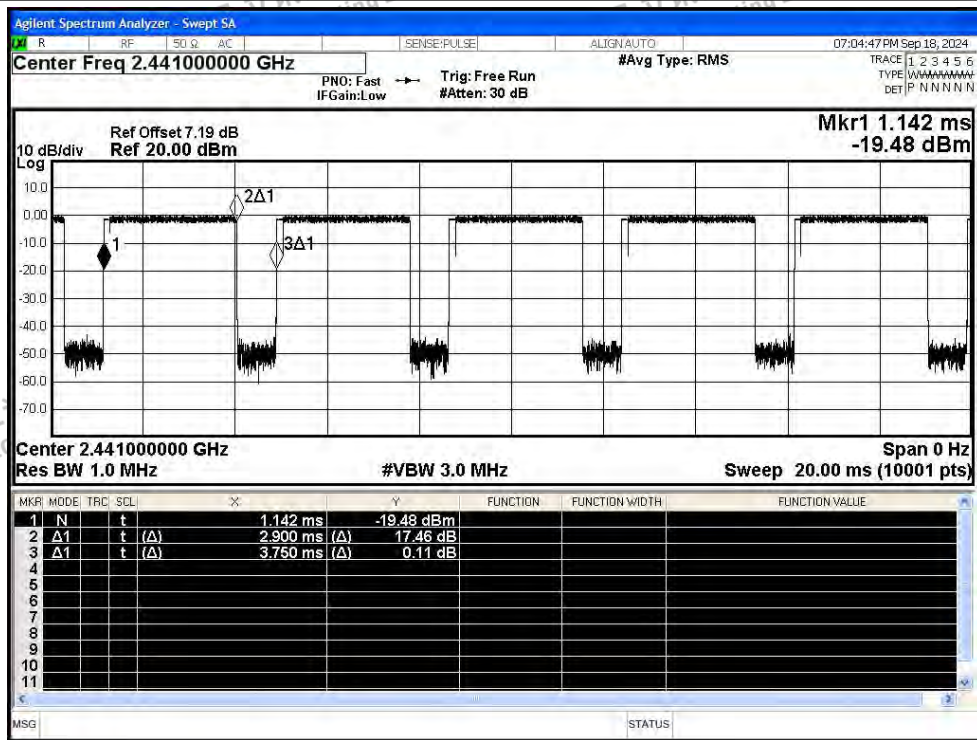 Agilent Spectrum Analyzer - Swept SA
R RF 50 Ω AC SENSE:PULSE ALIGN AUTO 07:04:47 PM Sep 18, 2024
Center Freq 2.441000000 GHz #Avg Type: RMS TRACE 1 2 3 4 5 6
PNO: Fast Trig: Free Run TYPE WWWWWW
IFGain:Low #Atten: 30 dB DET P N N N N N
Mkr1 1.142 ms
Ref Offset 7.19 dB
10 dB/div Ref 20.00 dBm -19.48 dBm
Log
10.0
0.00
-10.0
-20.0
-30.0
-40.0
-50.0
-60.0
-70.0
2Δ1
1
3Δ1
Center 2.441000000 GHz Span 0 Hz
Res BW 1.0 MHz #VBW 3.0 MHz Sweep 20.00 ms (10001 pts)
MKR MODE TRC SCL X Y FUNCTION FUNCTION WIDTH FUNCTION VALUE
1 N t 1.142 ms -19.48 dBm
2 Δ1 t (Δ) 2.900 ms (Δ) 17.46 dB
3 Δ1 t (Δ) 3.750 ms (Δ) 0.11 dB
4
5
6
7
8
9
10
11
MSG STATUS